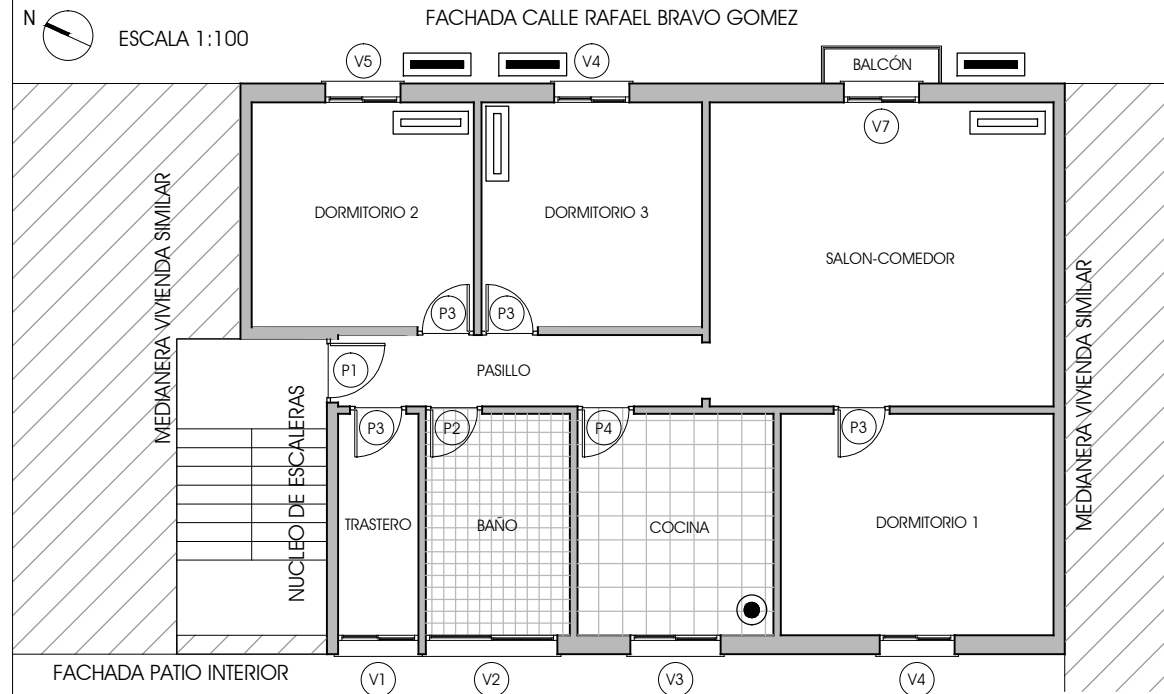 N
ESCALA 1:100
FACHADA CALLE RAFAEL BRAVO GOMEZ
V5
V4
BALCÓN
V7
DORMITORIO 2
DORMITORIO 3
SALON-COMEDOR
MEDIANERA VIVIENDA SIMILAR
MEDIANERA VIVIENDA SIMILAR
P3
P3
P1
PASILLO
NUCLEO DE ESCALERAS
P3
P2
P4
P3
TRASTERO
BAÑO
COCINA
DORMITORIO 1
FACHADA PATIO INTERIOR
V1
V2
V3
V4